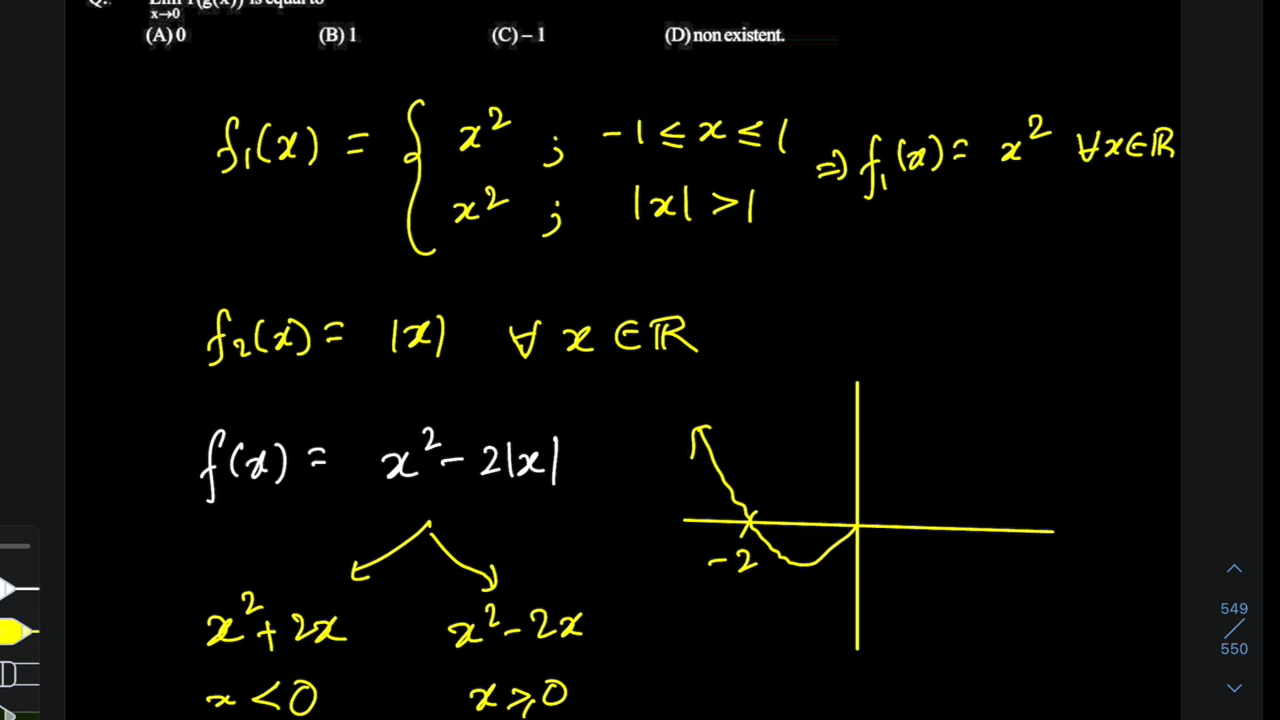 x→0
(A) 0 (B) 1 (C) – 1 (D) non existent.
f₁(x) = { x² ; -1 ≤ x ≤ 1 ⇒ f₁(x) = x² ∀x∈ℝ
x² ; |x| > 1
f₂(x) = |x| ∀ x ∈ ℝ
f(x) = x² - 2|x|
-2
x² + 2x x² - 2x
x < 0 x ≥ 0
549
550